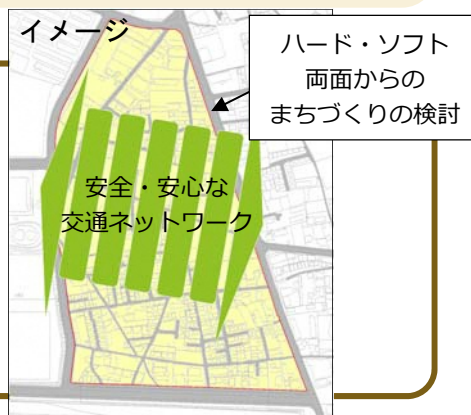 イメージ
ハード・ソフト
両面からの
まちづくりの検討
安全・安心な
交通ネットワーク